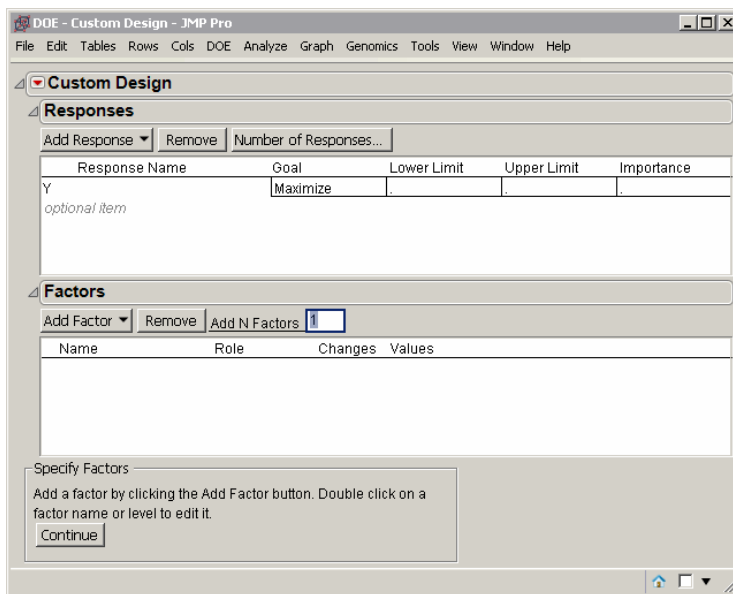 DOE - Custom Design - JMP Pro
File Edit Tables Rows Cols DOE Analyze Graph Genomics Tools View Window Help
Custom Design
Responses
Add Response Remove Number of Responses...
Response Name Goal Lower Limit Upper Limit Importance
Y Maximize . . .
optional item
Factors
Add Factor Remove Add N Factors 1
Name Role Changes Values
Specify Factors
Add a factor by clicking the Add Factor button. Double click on a
factor name or level to edit it.
Continue